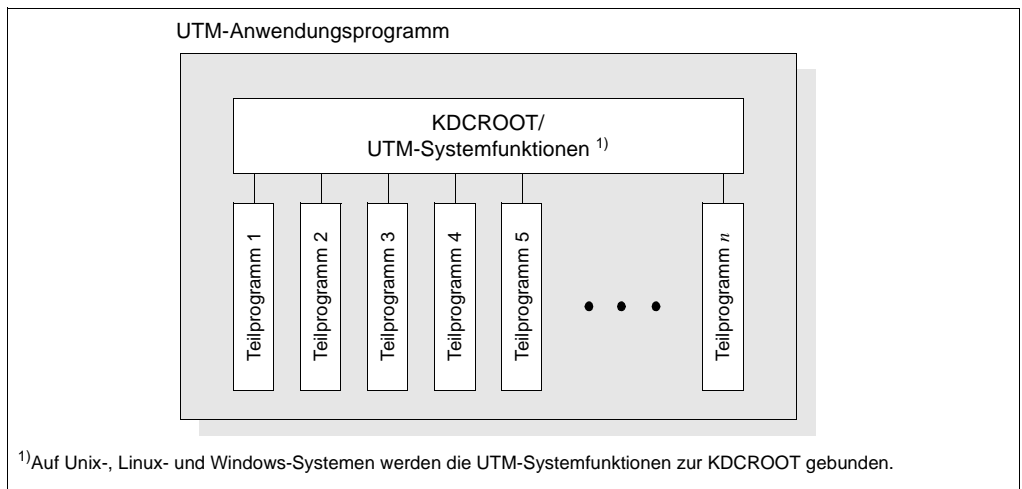 UTM-Anwendungsprogramm
KDCROOT/
UTM-Systemfunktionen 1)
Teilprogramm 1
Teilprogramm 2
Teilprogramm 3
Teilprogramm 4
Teilprogramm 5
Teilprogramm n
1)Auf Unix-, Linux- und Windows-Systemen werden die UTM-Systemfunktionen zur KDCROOT gebunden.